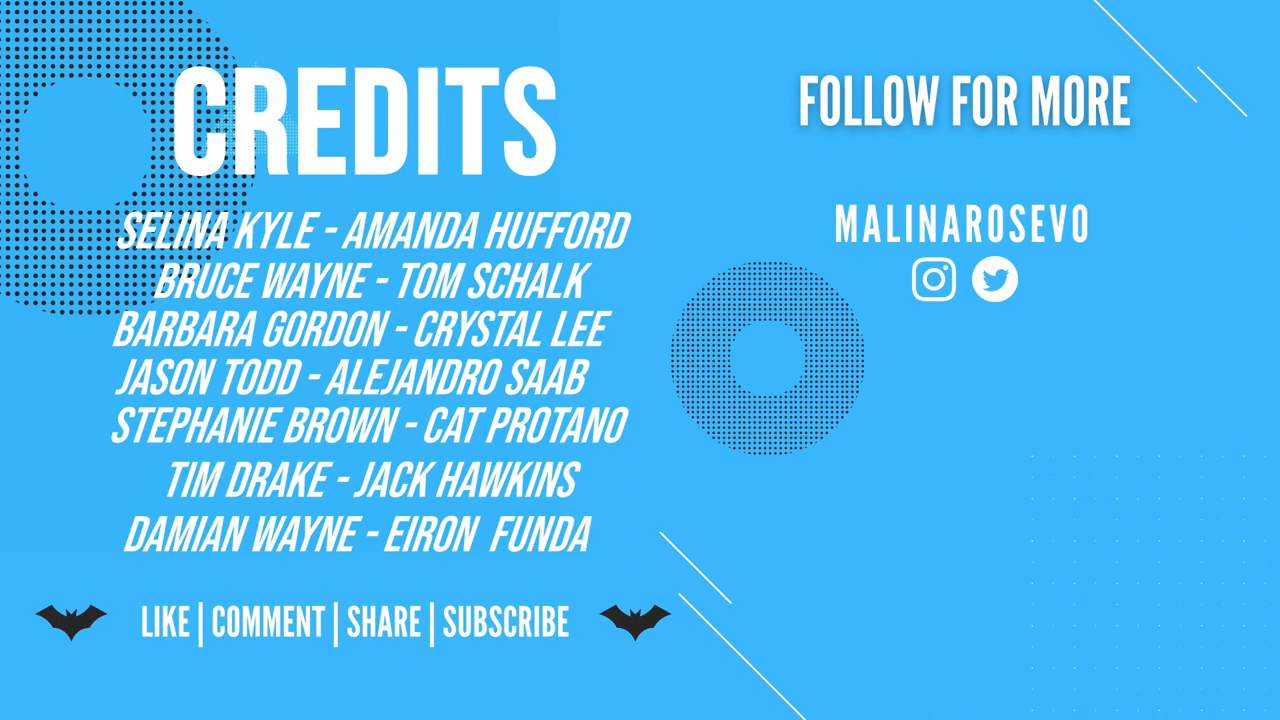 CREDITS
SELINA KYLE - AMANDA HUFFORD
BRUCE WAYNE - TOM SCHALK
BARBARA GORDON - CRYSTAL LEE
JASON TODD - ALEJANDRO SAAB
STEPHANIE BROWN - CAT PROTANO
TIM DRAKE - JACK HAWKINS
DAMIAN WAYNE - EIRON FUNDA
LIKE | COMMENT | SHARE | SUBSCRIBE
FOLLOW FOR MORE
MALINAROSEVO